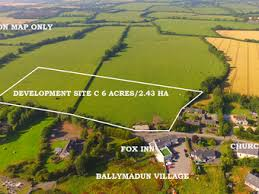 ON MAP ONLY
DEVELOPMENT SITE C 6 ACRES/2.43 HA
FOX INN
CHURC
BALLYMADUN VILLAGE